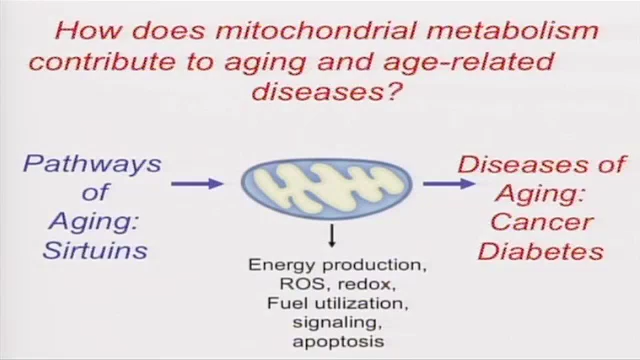 How does mitochondrial metabolism
contribute to aging and age-related
diseases?
Pathways
of
Aging:
Sirtuins
Energy production,
ROS, redox,
Fuel utilization,
signaling,
apoptosis
Diseases of
Aging:
Cancer
Diabetes